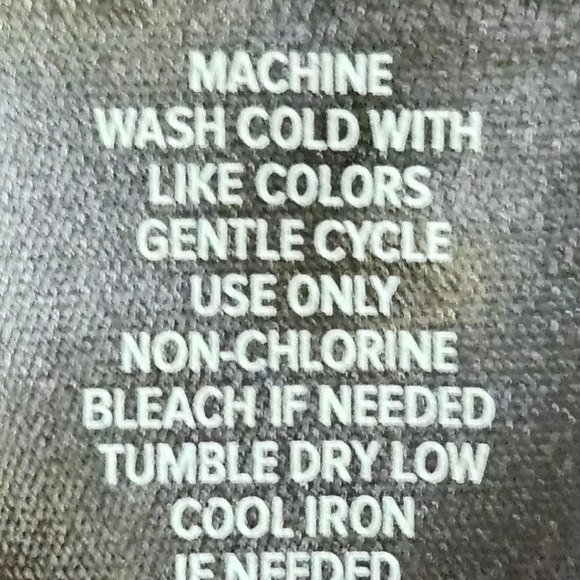 MACHINE
WASH COLD WITH
LIKE COLORS
GENTLE CYCLE
USE ONLY
NON-CHLORINE
BLEACH IF NEEDED
TUMBLE DRY LOW
COOL IRON
IF NEEDED